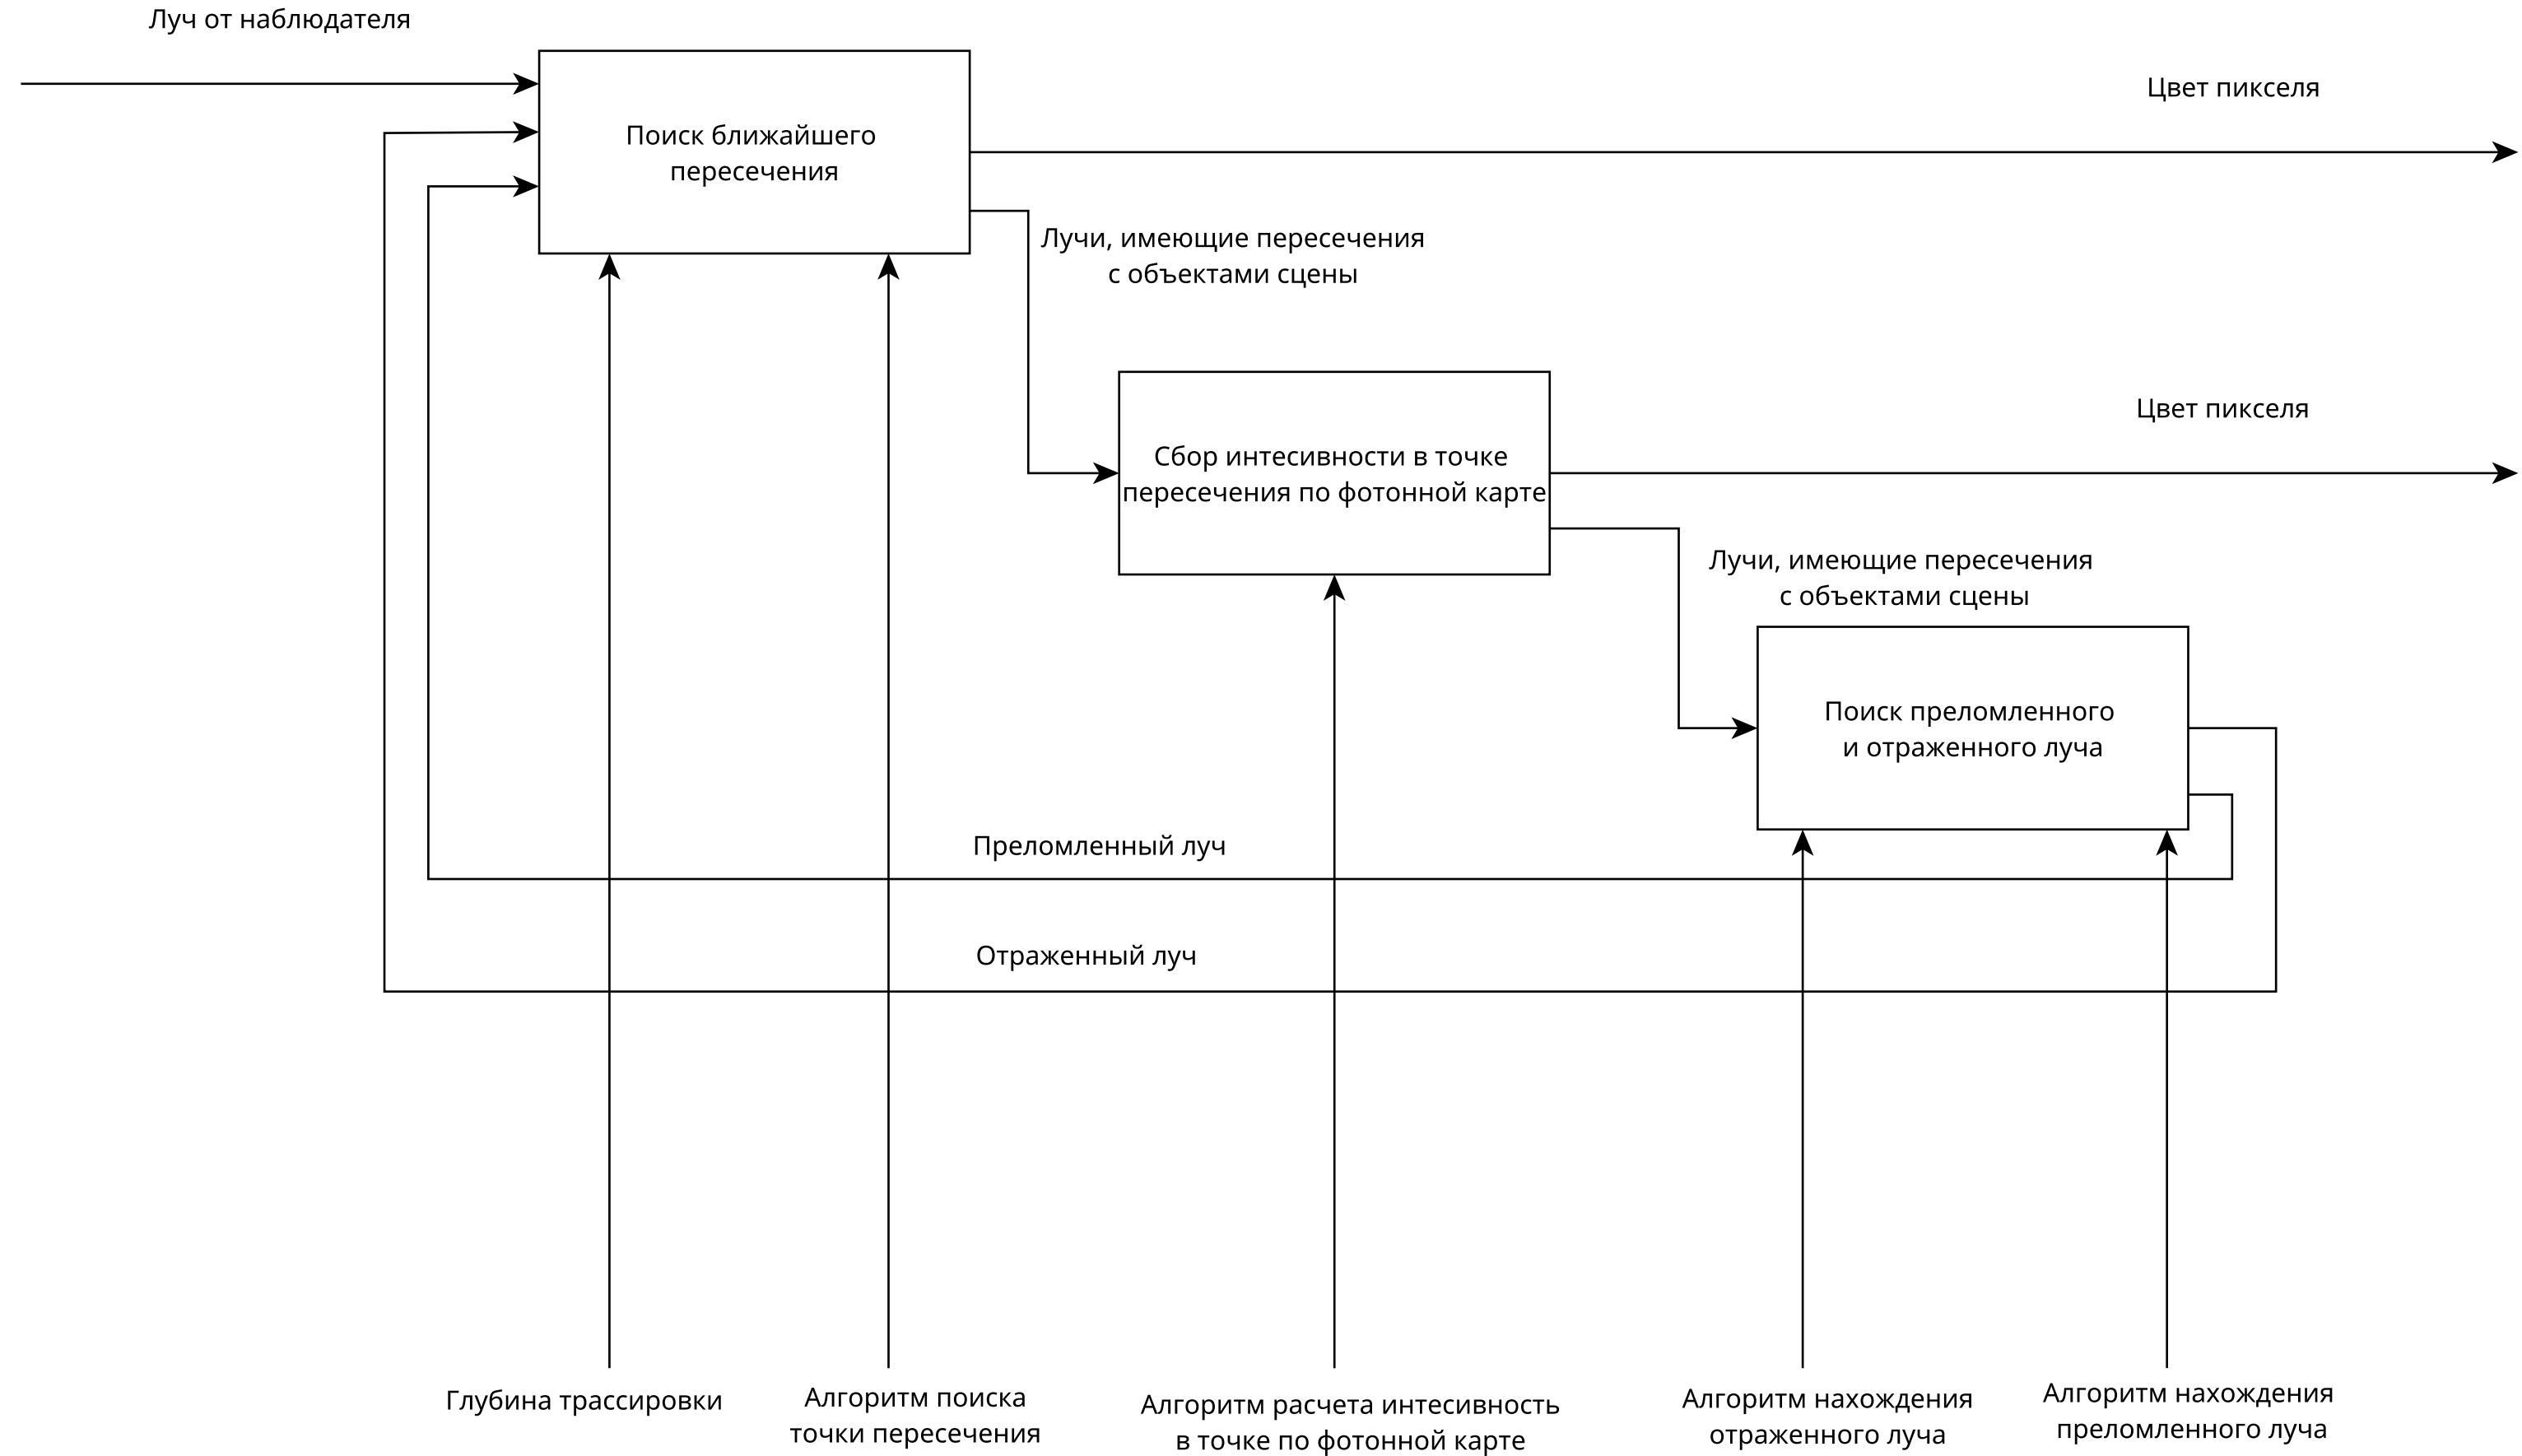 Луч от наблюдателя
Цвет пикселя
Поиск ближайшего
пересечения
Лучи, имеющие пересечения
с объектами сцены
Цвет пикселя
Сбор интесивности в точке
пересечения по фотонной карте
Лучи, имеющие пересечения
с объектами сцены
Поиск преломленного
и отраженного луча
Преломленный луч
Отраженный луч
Глубина трассировки
Алгоритм поиска
точки пересечения
Алгоритм расчета интесивность
в точке по фотонной карте
Алгоритм нахождения
отраженного луча
Алгоритм нахождения
преломленного луча